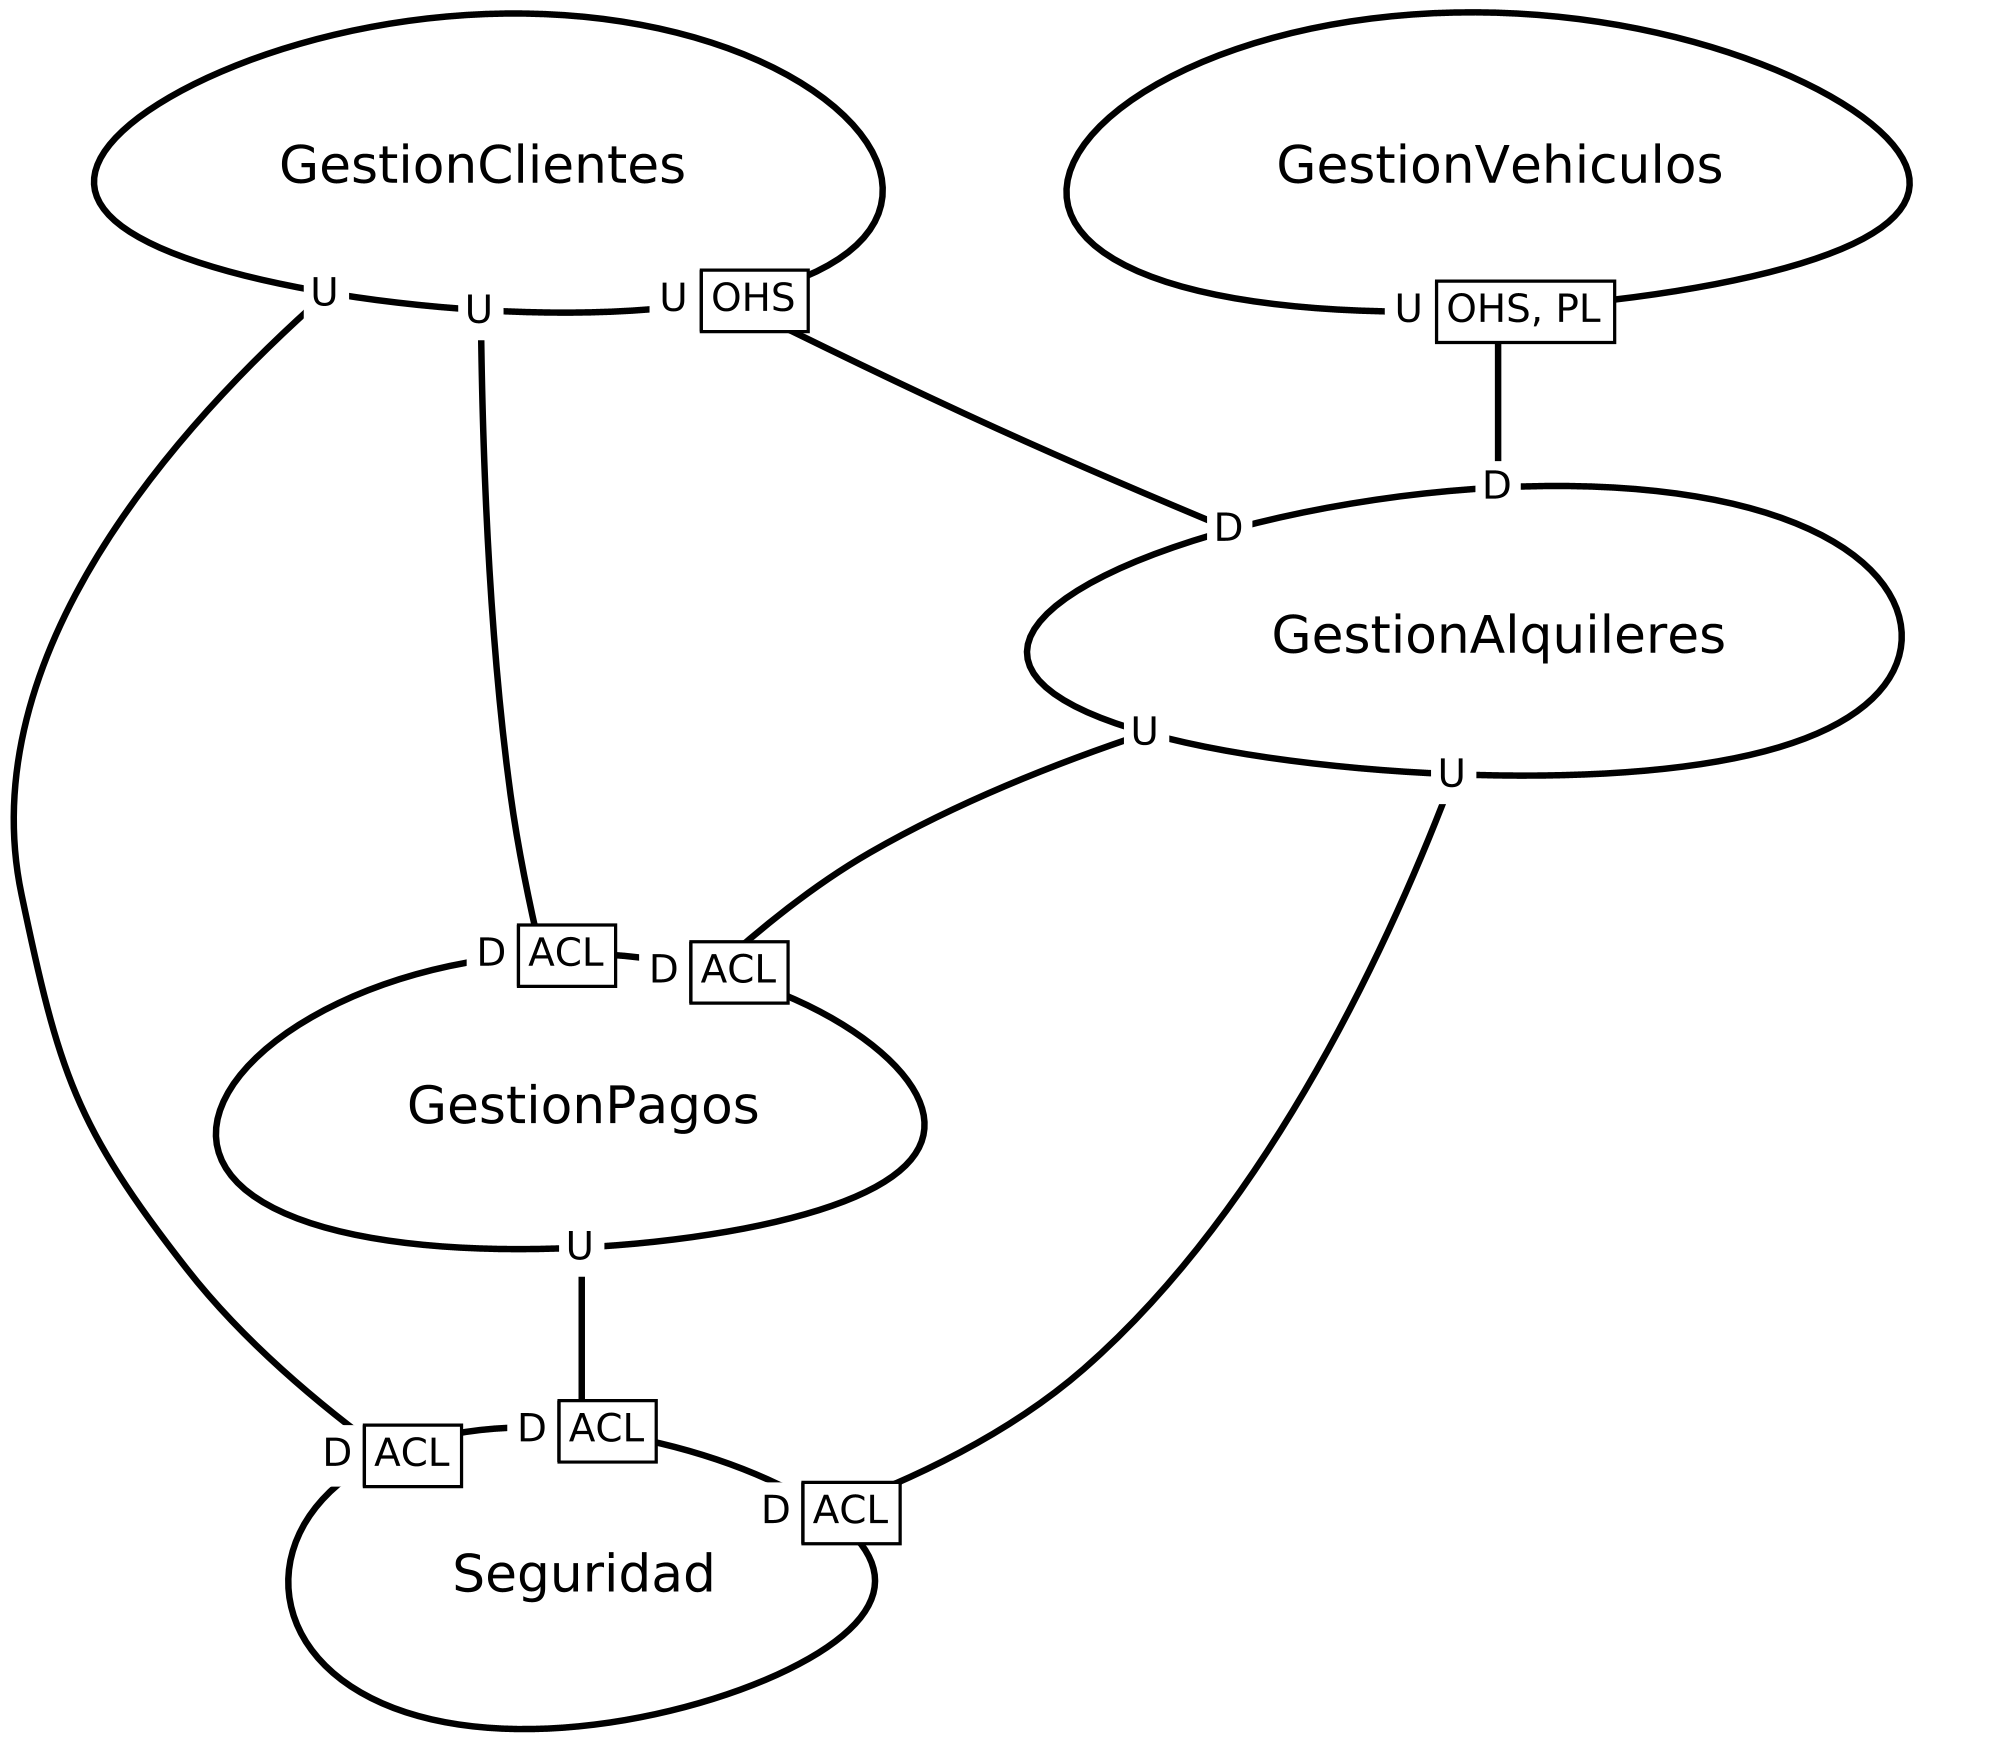 GestionClientes
GestionVehiculos
U
U
U OHS
U OHS, PL
D
D
GestionAlquileres
U
U
D ACL
D ACL
GestionPagos
U
D ACL
D ACL
D ACL
Seguridad